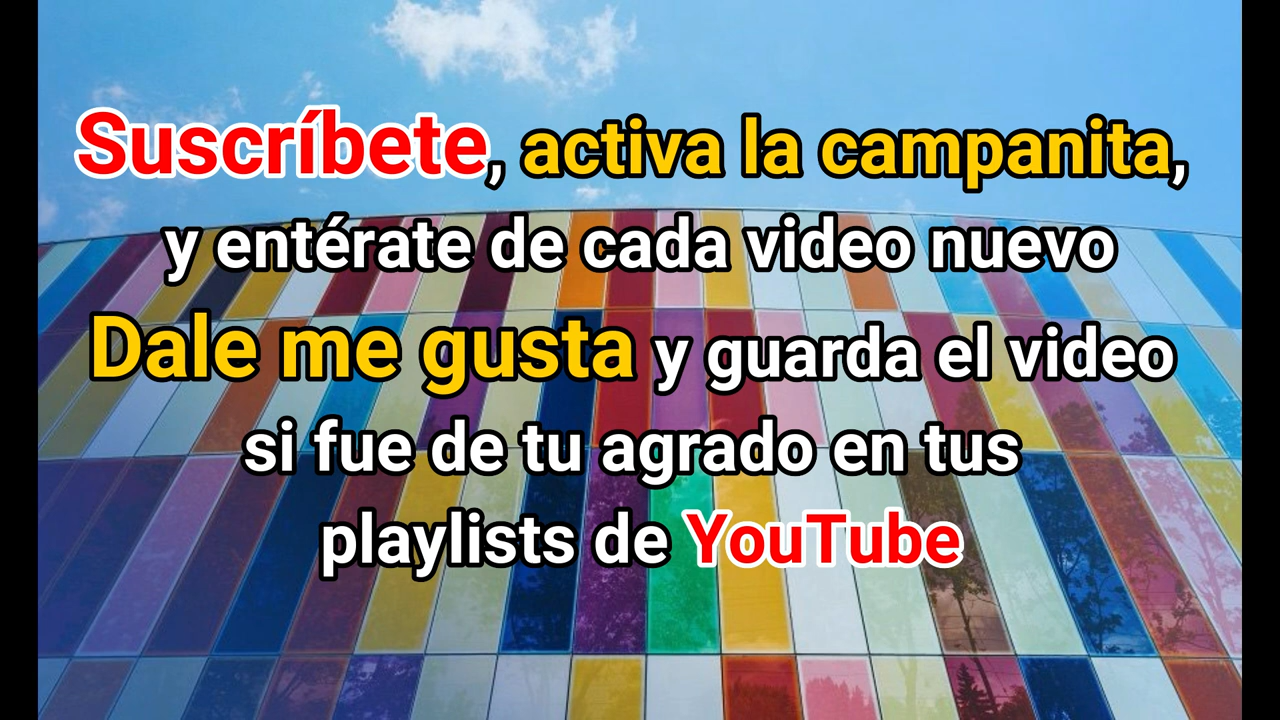 Suscríbete, activa la campanita,
y entérate de cada video nuevo
Dale me gusta y guarda el video
si fue de tu agrado en tus
playlists de YouTube